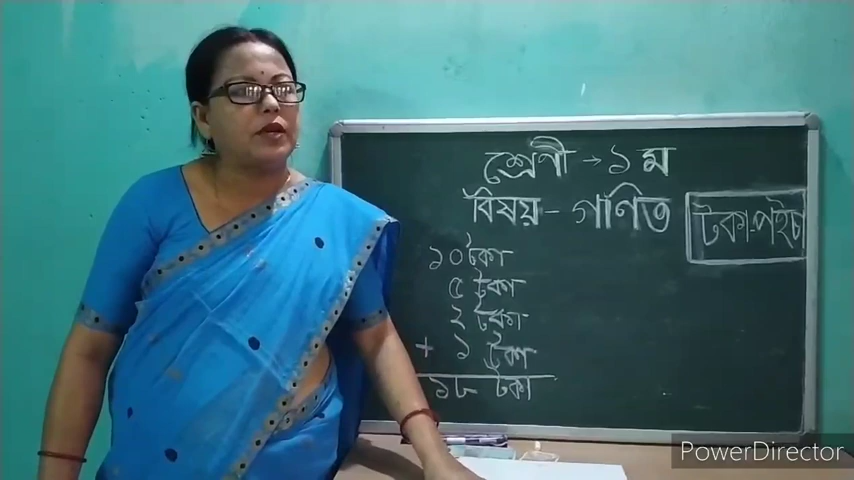 শ্ৰেণী → ১ম
বিষয় - গণিত
টকা পইচা
১০ টকা
৫ টকা
২ টকা
+ ১ টকা
১৮ টকা
PowerDirector